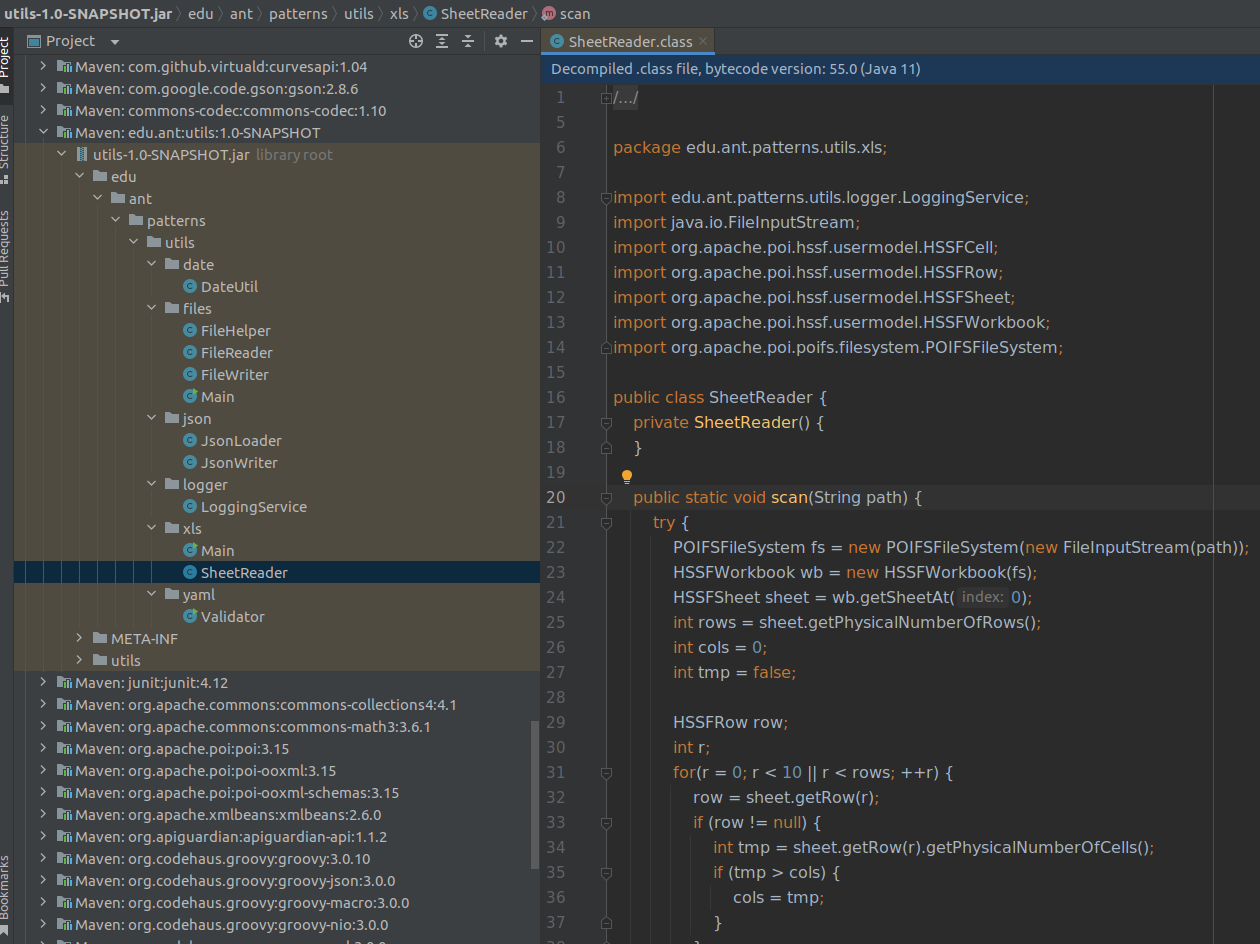 utils-1.0-SNAPSHOT.jar edu ant patterns utils xls SheetReader scan
Project
Structure
Pull Requests
Bookmarks
Project
Maven: com.github.virtuald:curvesapi:1.04
Maven: com.google.code.gson:gson:2.8.6
Maven: commons-codec:commons-codec:1.10
Maven: edu.ant:utils:1.0-SNAPSHOT
utils-1.0-SNAPSHOT.jar library root
edu
ant
patterns
utils
date
DateUtil
files
FileHelper
FileReader
FileWriter
Main
json
JsonLoader
JsonWriter
logger
LoggingService
xls
Main
SheetReader
yaml
Validator
META-INF
utils
Maven: junit:junit:4.12
Maven: org.apache.commons:commons-collections4:4.1
Maven: org.apache.commons:commons-math3:3.6.1
Maven: org.apache.poi:poi:3.15
Maven: org.apache.poi:poi-ooxml:3.15
Maven: org.apache.poi:poi-ooxml-schemas:3.15
Maven: org.apache.xmlbeans:xmlbeans:2.6.0
Maven: org.apiguardian:apiguardian-api:1.1.2
Maven: org.codehaus.groovy:groovy:3.0.10
Maven: org.codehaus.groovy:groovy-json:3.0.0
Maven: org.codehaus.groovy:groovy-macro:3.0.0
Maven: org.codehaus.groovy:groovy-nio:3.0.0
SheetReader.class
Decompiled .class file, bytecode version: 55.0 (Java 11)
1 /.../
5
6 package edu.ant.patterns.utils.xls;
7
8 import edu.ant.patterns.utils.logger.LoggingService;
9 import java.io.FileInputStream;
10 import org.apache.poi.hssf.usermodel.HSSFCell;
11 import org.apache.poi.hssf.usermodel.HSSFRow;
12 import org.apache.poi.hssf.usermodel.HSSFSheet;
13 import org.apache.poi.hssf.usermodel.HSSFWorkbook;
14 import org.apache.poi.poifs.filesystem.POIFSFileSystem;
15
16 public class SheetReader {
17 private SheetReader() {
18 }
19
20 public static void scan(String path) {
21 try {
22 POIFSFileSystem fs = new POIFSFileSystem(new FileInputStream(path));
23 HSSFWorkbook wb = new HSSFWorkbook(fs);
24 HSSFSheet sheet = wb.getSheetAt( index: 0);
25 int rows = sheet.getPhysicalNumberOfRows();
26 int cols = 0;
27 int tmp = false;
28
29 HSSFRow row;
30 int r;
31 for(r = 0; r < 10 || r < rows; ++r) {
32 row = sheet.getRow(r);
33 if (row != null) {
34 int tmp = sheet.getRow(r).getPhysicalNumberOfCells();
35 if (tmp > cols) {
36 cols = tmp;
37 }